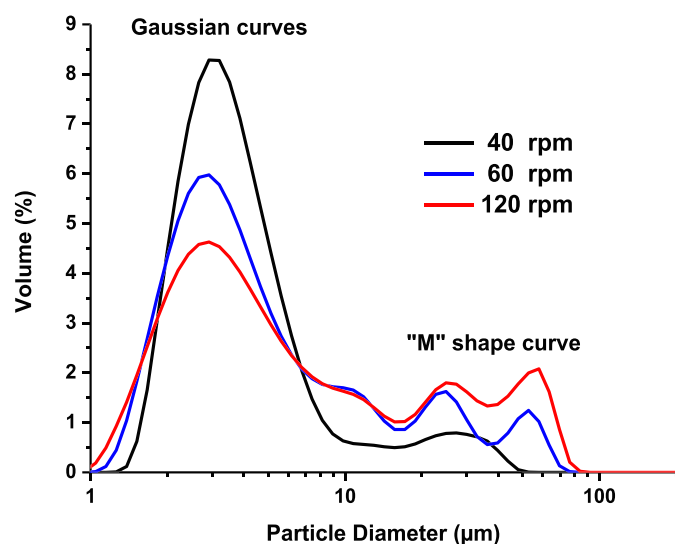 Gaussian curves
9
8
7
6
5
4
3
2
1
0
Volume (%)
40 rpm
60 rpm
120 rpm
"M" shape curve
1
10
100
Particle Diameter (µm)